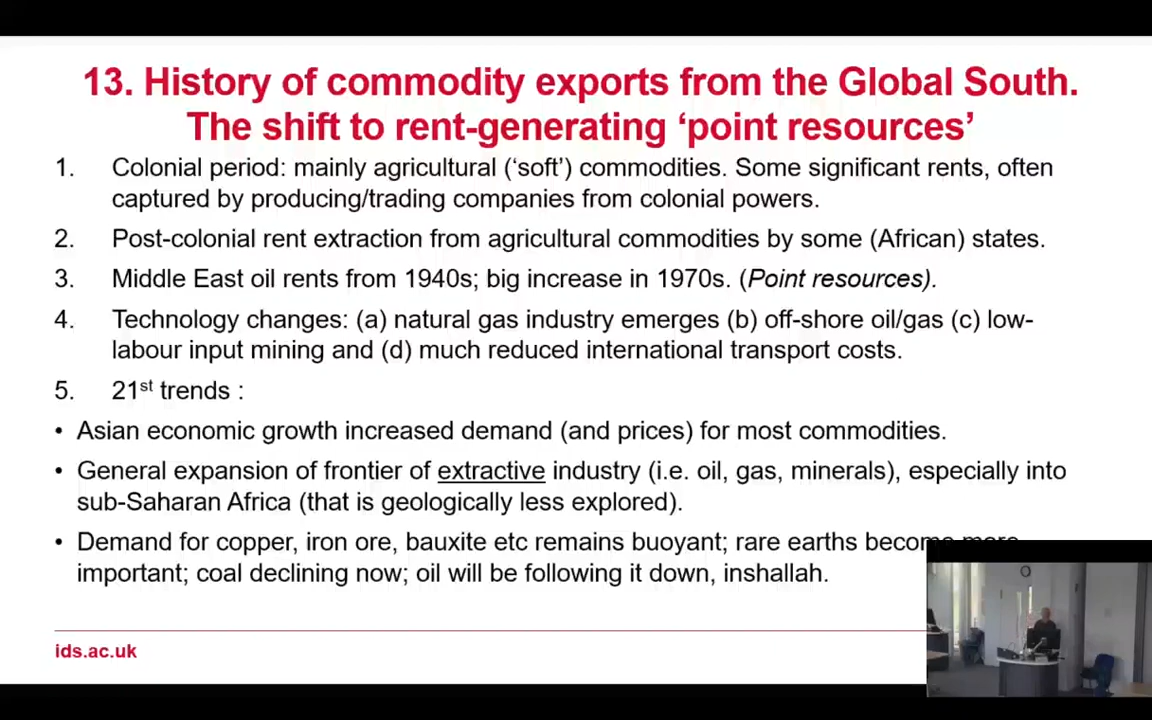 13. History of commodity exports from the Global South.
The shift to rent-generating ‘point resources’
1. Colonial period: mainly agricultural (‘soft’) commodities. Some significant rents, often
captured by producing/trading companies from colonial powers.
2. Post-colonial rent extraction from agricultural commodities by some (African) states.
3. Middle East oil rents from 1940s; big increase in 1970s. (Point resources).
4. Technology changes: (a) natural gas industry emerges (b) off-shore oil/gas (c) low-
labour input mining and (d) much reduced international transport costs.
5. 21st trends :
• Asian economic growth increased demand (and prices) for most commodities.
• General expansion of frontier of extractive industry (i.e. oil, gas, minerals), especially into
sub-Saharan Africa (that is geologically less explored).
• Demand for copper, iron ore, bauxite etc remains buoyant; rare earths become more
important; coal declining now; oil will be following it down, inshallah.
ids.ac.uk